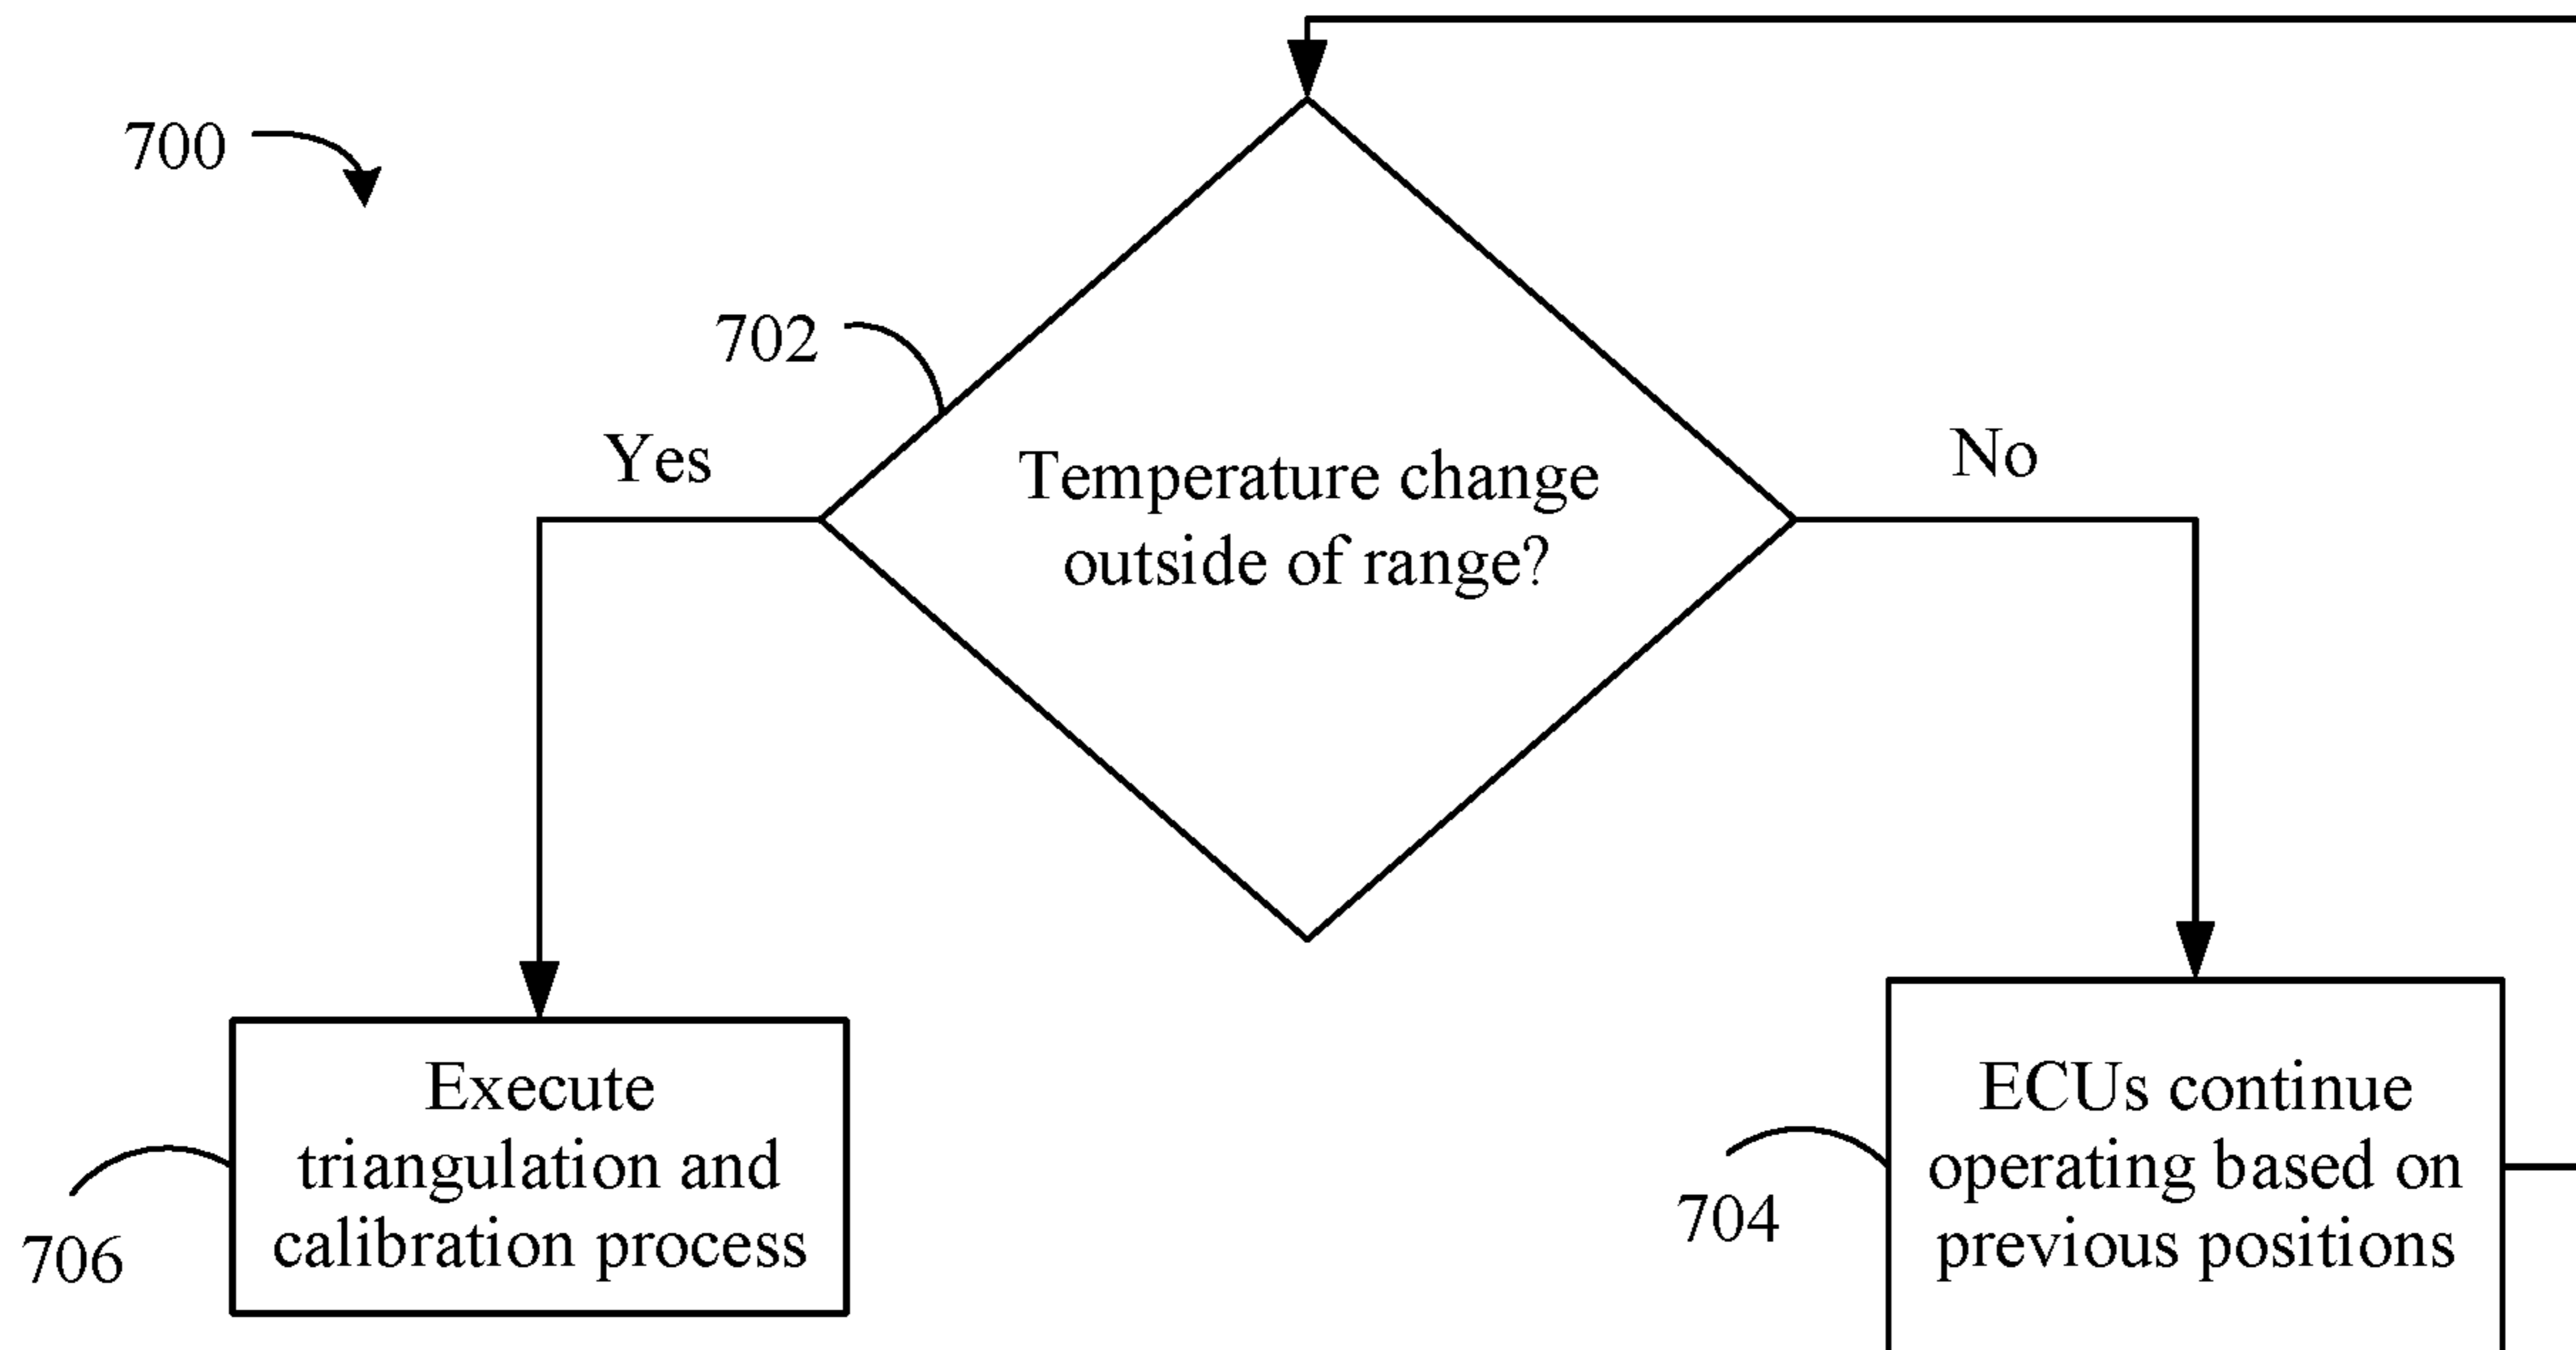 700
702
Yes
No
Temperature change
outside of range?
Execute
triangulation and
calibration process
706
ECUs continue
operating based on
previous positions
704